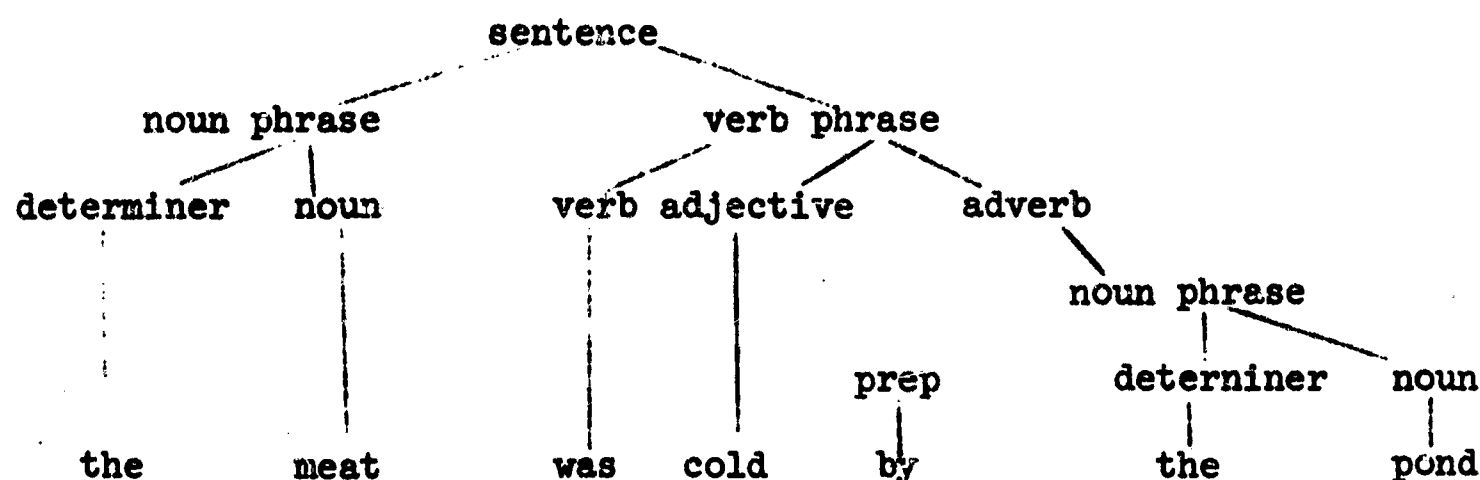 sentence
noun phrase verb phrase
determiner noun verb adjective adverb
noun phrase
prep deterniner noun
the meat was cold by the pond